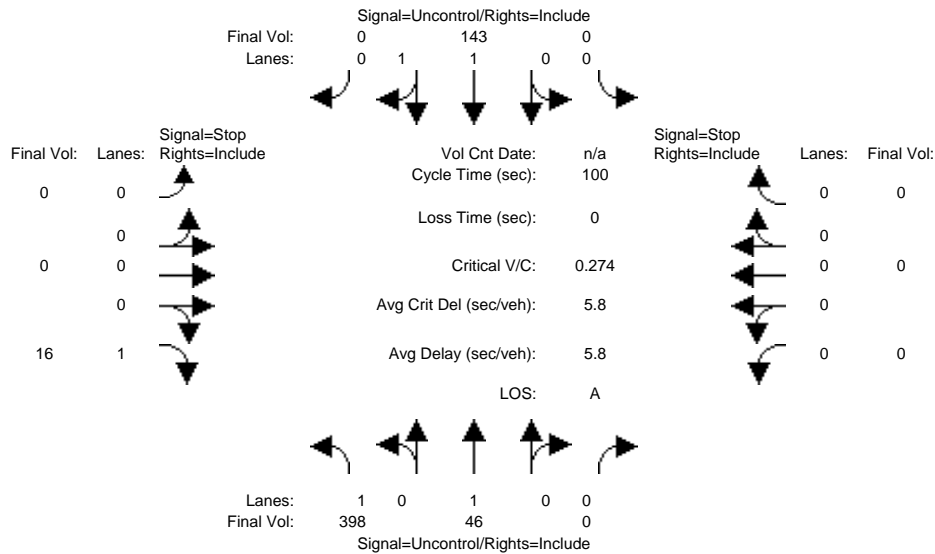 Signal=Uncontrol/Rights=Include
Final Vol: 0 143 0
Lanes: 0 1 1 0 0
Signal=Stop Signal=Stop
Final Vol: Lanes: Rights=Include Vol Cnt Date: n/a Rights=Include Lanes: Final Vol:
Cycle Time (sec): 100
0 0 0 0
Loss Time (sec): 0
0 0
0 0 Critical V/C: 0.274 0 0
0 Avg Crit Del (sec/veh): 5.8 0
16 1 Avg Delay (sec/veh): 5.8 0 0
LOS: A
Lanes: 1 0 1 0 0
Final Vol: 398 46 0
Signal=Uncontrol/Rights=Include